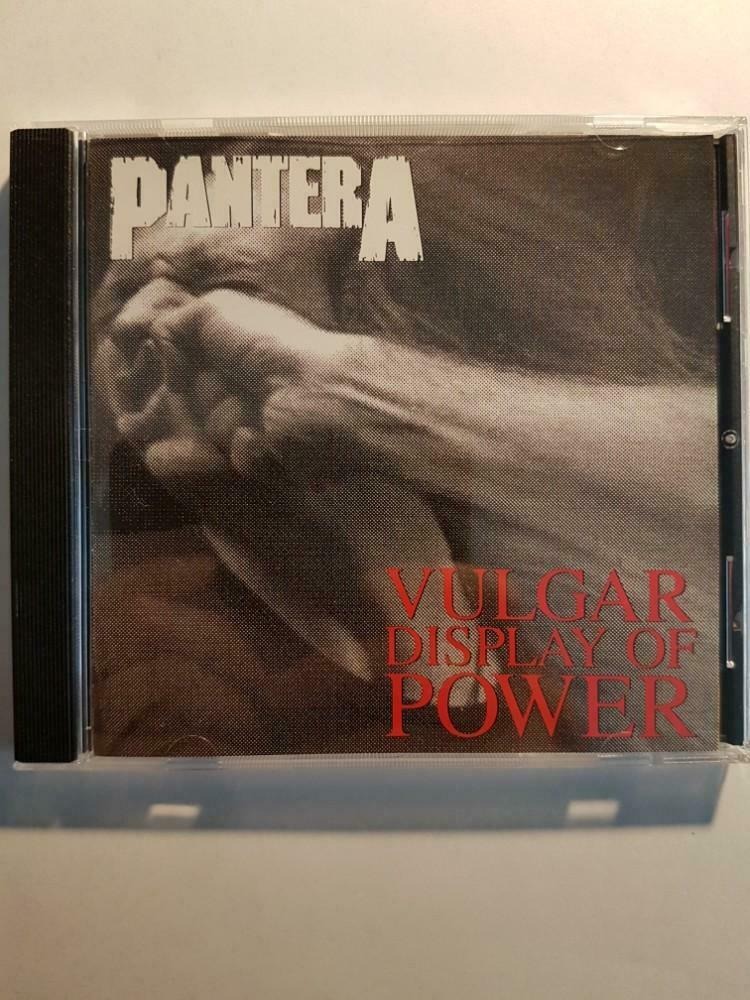 PANTERA
VULGAR
DISPLAY OF
POWER